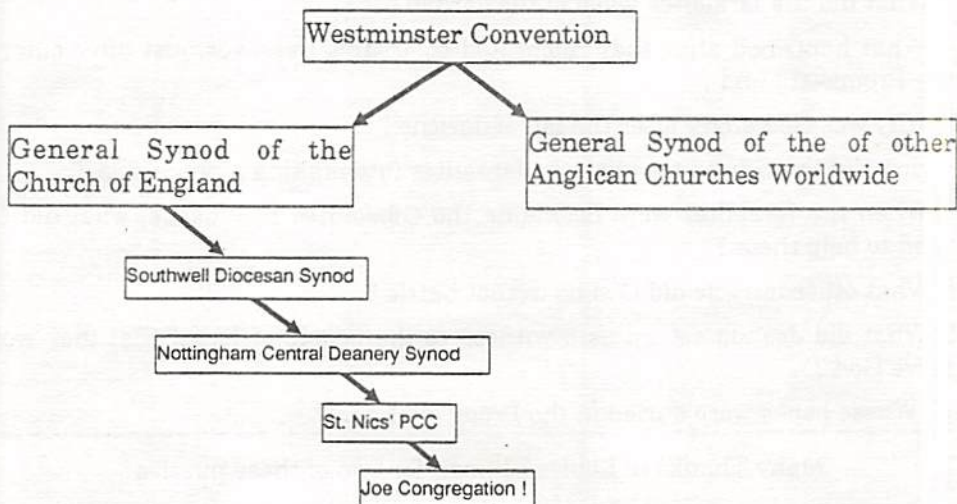 Westminster Convention
General Synod of the
Church of England
General Synod of the of other
Anglican Churches Worldwide
Southwell Diocesan Synod
Nottingham Central Deanery Synod
St. Nics' PCC
Joe Congregation !